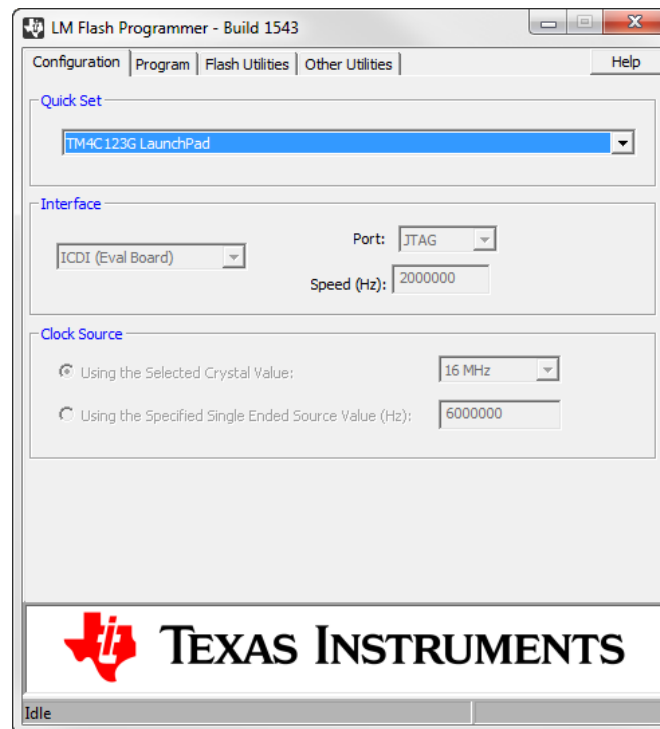 LM Flash Programmer - Build 1543
Configuration Program Flash Utilities Other Utilities Help
Quick Set
TM4C123G LaunchPad
Interface
ICDI (Eval Board)
Port: JTAG
Speed (Hz): 2000000
Clock Source
Using the Selected Crystal Value: 16 MHz
Using the Specified Single Ended Source Value (Hz): 6000000
TEXAS INSTRUMENTS
Idle